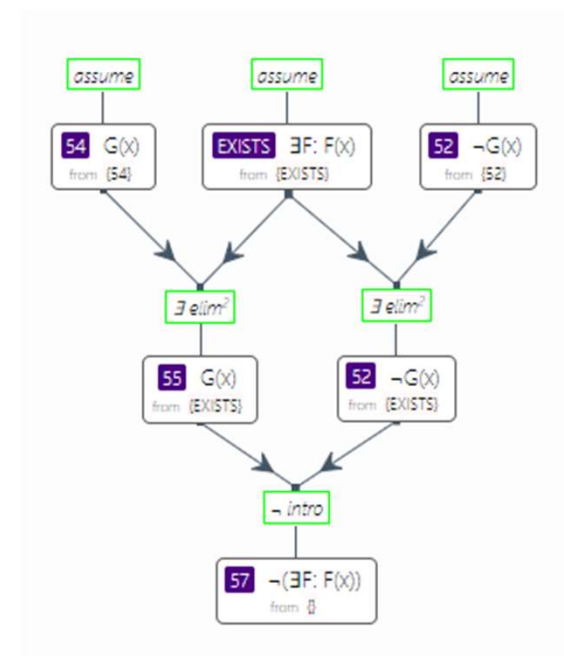 assume assume assume
54 G(x) EXISTS ∃F: F(x) 52 ¬G(x)
from {54} from {EXISTS} from {52}
∃ elim² ∃ elim²
55 G(x) 52 ¬G(x)
from {EXISTS} from {EXISTS}
¬ intro
57 ¬(∃F: F(x))
from {}